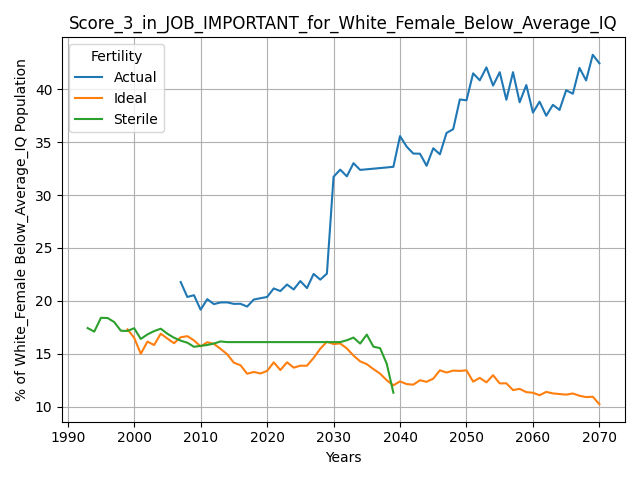 Score_3_in_JOB_IMPORTANT_for_White_Female_Below_Average_IQ
Fertility
Actual
Ideal
Sterile
% of White_Female Below_Average_IQ Population
40
35
30
25
20
15
10
1990
2000
2010
2020
2030
2040
2050
2060
2070
Years